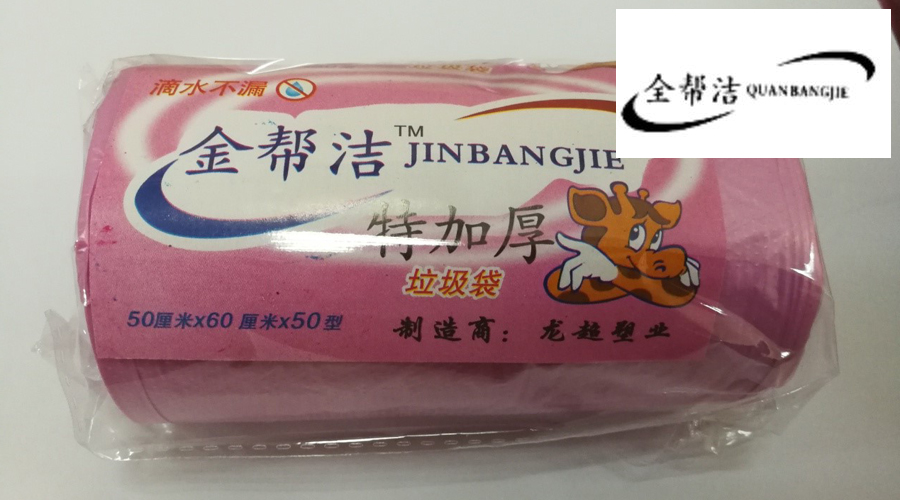 滴水不漏
金帮洁™ JINBANGJIE
特加厚
垃圾袋
50厘米x60 厘米x50型
制造商：龙超塑业
全帮洁 QUANBANGJIE